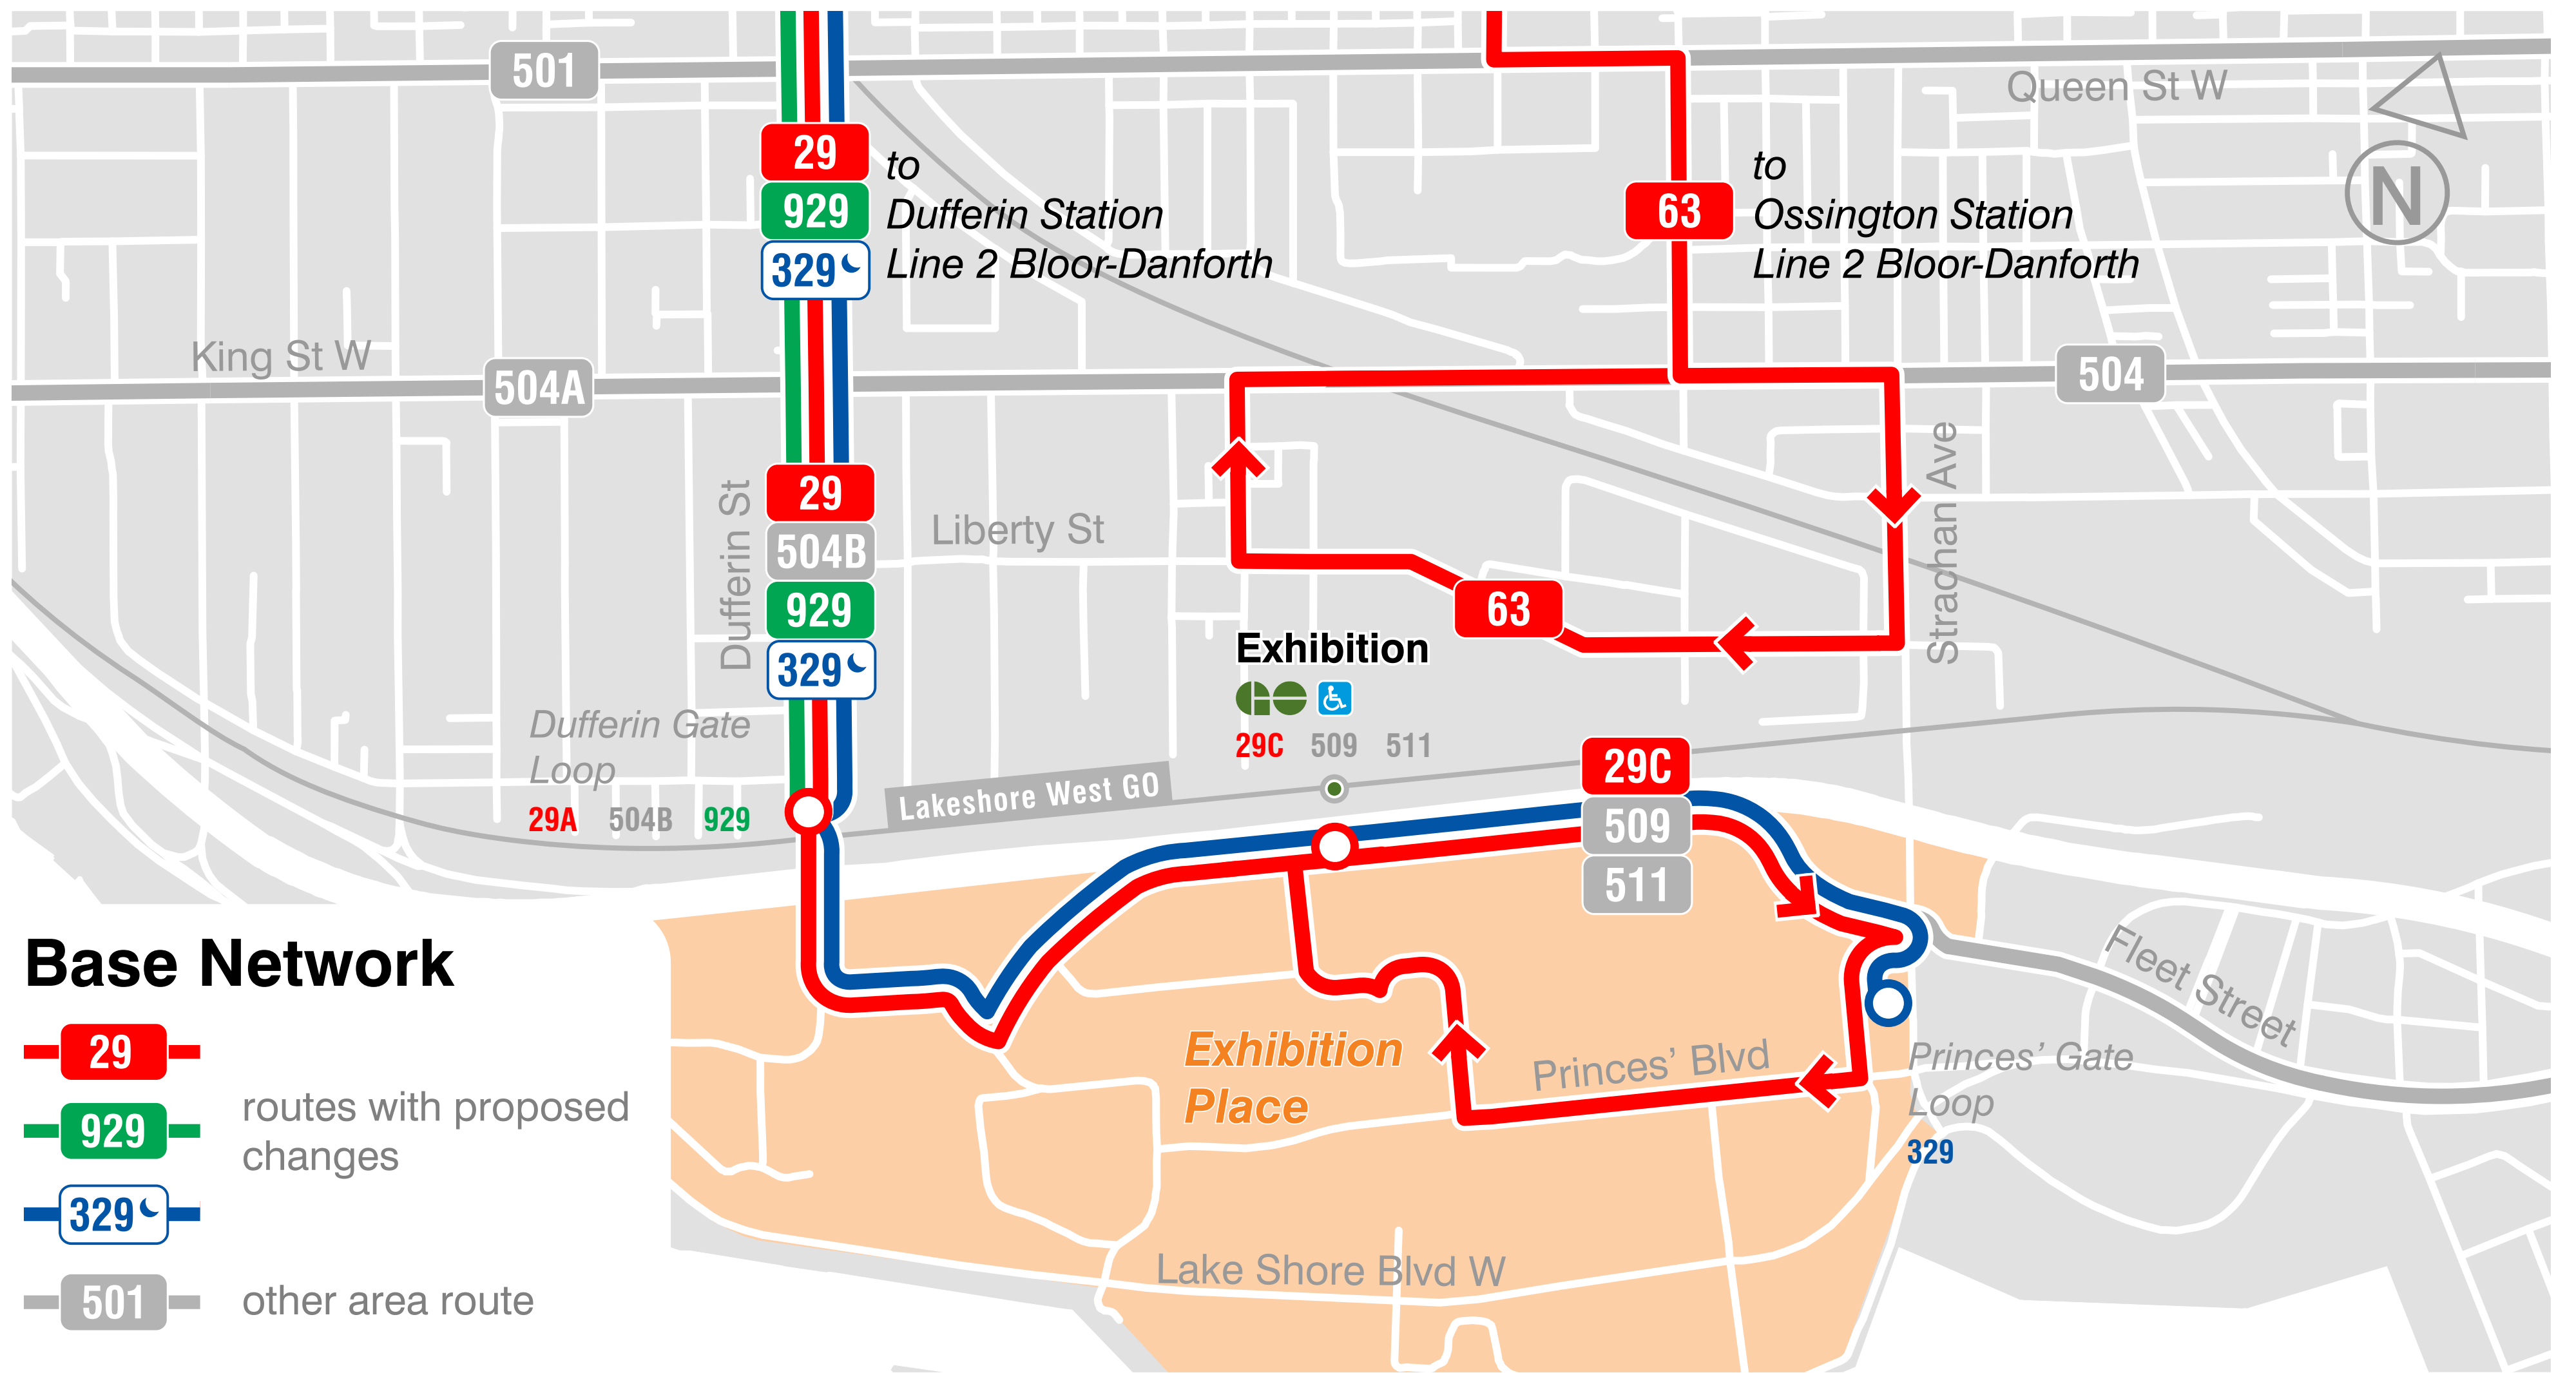 501
Queen St W
N
29
929
329
to
Dufferin Station
Line 2 Bloor-Danforth
63
to
Ossington Station
Line 2 Bloor-Danforth
King St W
504A
504
Dufferin St
29
504B
929
329
Liberty St
63
Strachan Ave
Exhibition
GO
29C 509 511
Dufferin Gate
Loop
29A 504B 929
Lakeshore West GO
29C
509
511
Fleet Street
Exhibition
Place
Princes’ Blvd
Princes’ Gate
Loop
329
Lake Shore Blvd W
Base Network
29
929
329
routes with proposed
changes
501
other area route